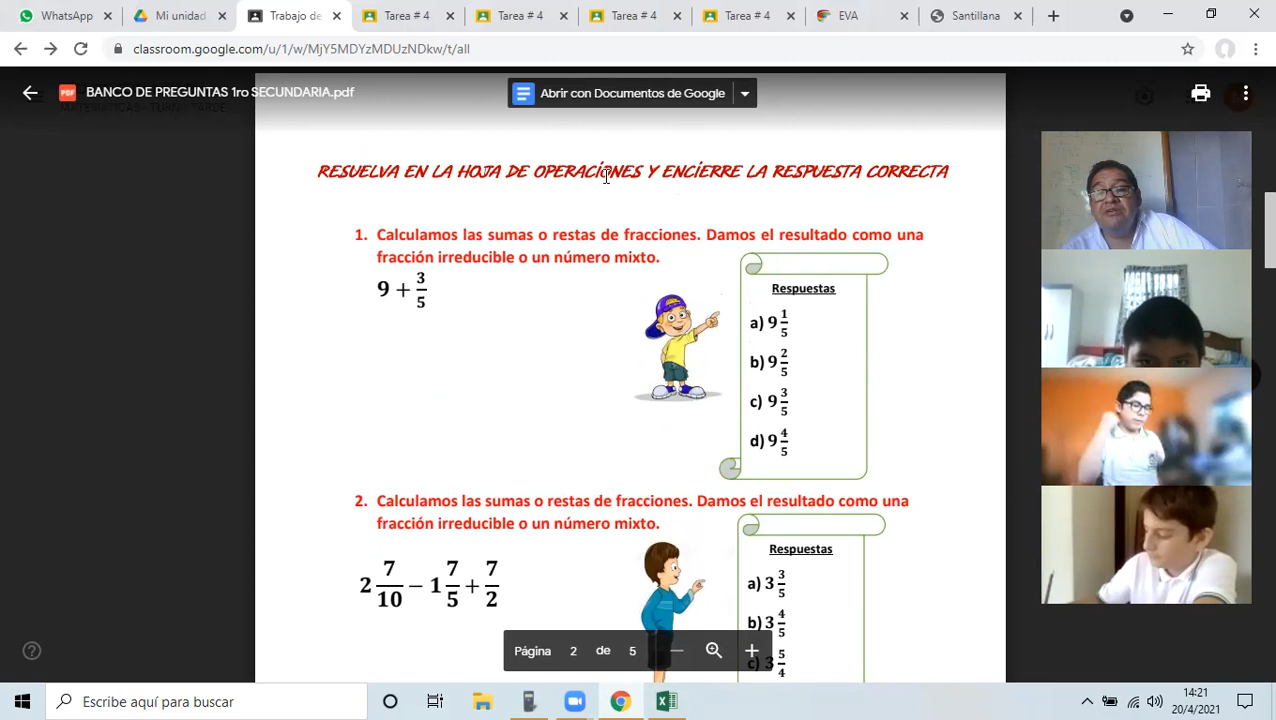 WhatsApp
Mi unidad
Trabajo de
Tarea # 4
Tarea # 4
Tarea # 4
Tarea # 4
EVA
Santillana
classroom.google.com/u/1/w/MjY5MDYzMDUzNDkw/t/all
PDF
BANCO DE PREGUNTAS 1ro SECUNDARIA.pdf
Abrir con Documentos de Google
MATEMATICAS - TURNO TARDE
RESUELVA EN LA HOJA DE OPERACIONES Y ENCIERRE LA RESPUESTA CORRECTA
1. Calculamos las sumas o restas de fracciones. Damos el resultado como una
fracción irreducible o un número mixto.
9 + 3/5
Respuestas
a) 9 1/5
b) 9 2/5
c) 9 3/5
d) 9 4/5
2. Calculamos las sumas o restas de fracciones. Damos el resultado como una
fracción irreducible o un número mixto.
2 7/10 − 1 7/5 + 7/2
Respuestas
a) 3 3/5
b) 3 4/5
c) 3 5/4
Página 2 de 5
Escribe aquí para buscar
14:21
20/4/2021